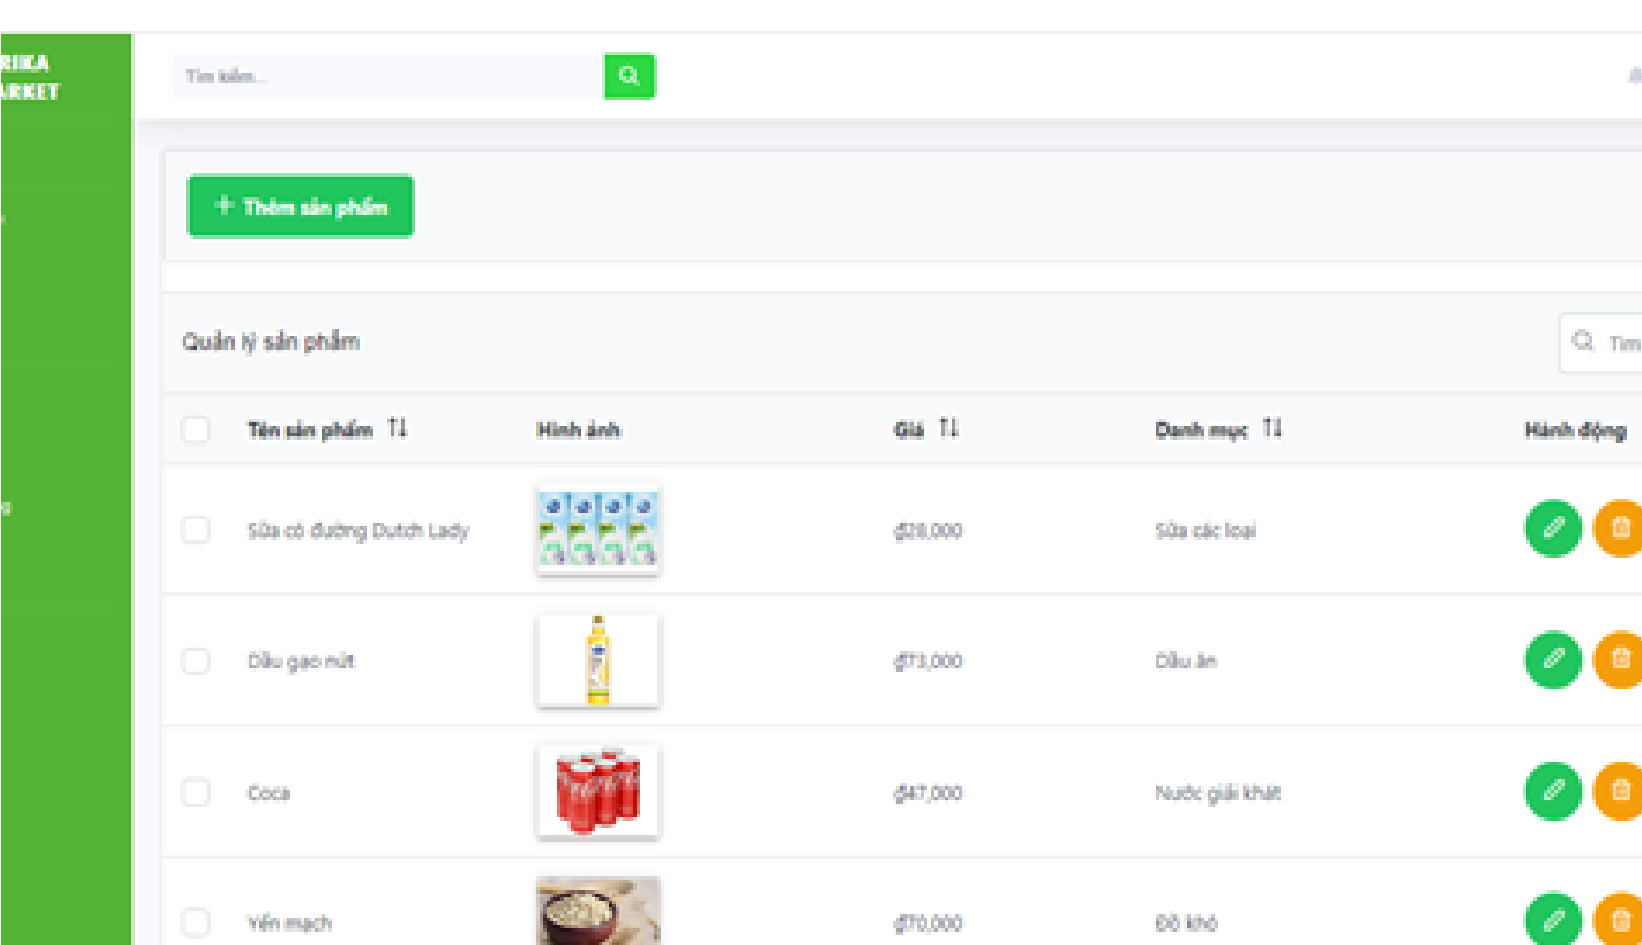 RIKA
ARKET
Tìm kiếm...
Thêm sản phẩm
Quản lý sản phẩm
Tìm
Tên sản phẩm Hình ảnh Giá Danh mục Hành động
Sữa có đường Dutch Lady ₫28,000 Sữa các loại
Dầu gạo nứt ₫73,000 Dầu ăn
Coca ₫47,000 Nước giải khát
Yến mạch ₫70,000 Đồ khô